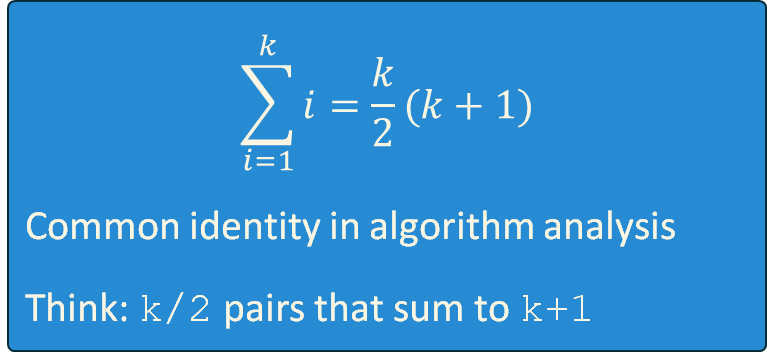 k
∑ i = k/2 (k + 1)
i=1
Common identity in algorithm analysis
Think: k/2 pairs that sum to k+1